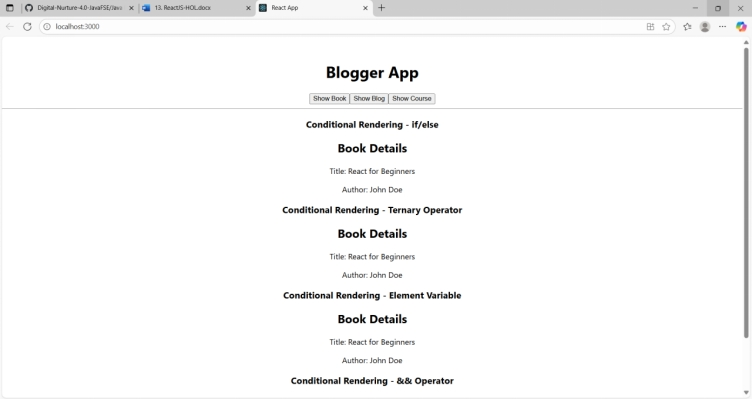 Digital-Nurture-4.0-JavaFSE/Java
13. ReactJS-HOL.docx
React App
localhost:3000
Blogger App
Show Book Show Blog Show Course
Conditional Rendering - if/else
Book Details
Title: React for Beginners
Author: John Doe
Conditional Rendering - Ternary Operator
Book Details
Title: React for Beginners
Author: John Doe
Conditional Rendering - Element Variable
Book Details
Title: React for Beginners
Author: John Doe
Conditional Rendering - && Operator